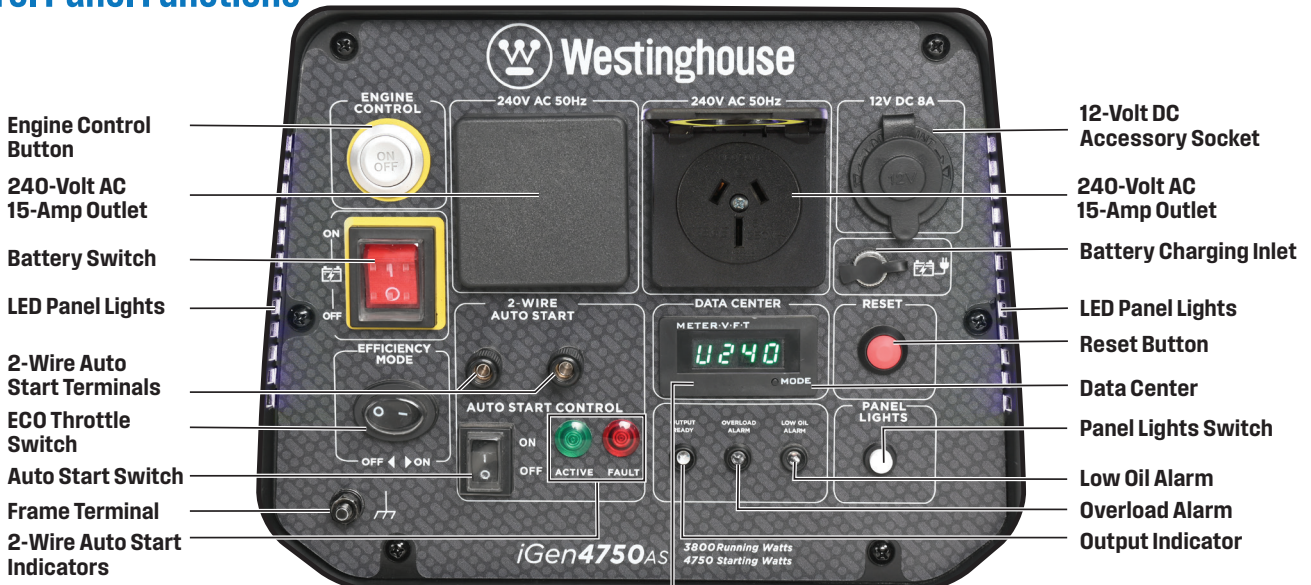 Panel Functions
Westinghouse
ENGINE
CONTROL
240V AC 50Hz
240V AC 50Hz
12V DC 8A
Engine Control
Button
ON
OFF
12V
12-Volt DC
Accessory Socket
240-Volt AC
15-Amp Outlet
240-Volt AC
15-Amp Outlet
ON
OFF
I
O
Battery Switch
Battery Charging Inlet
LED Panel Lights
2-WIRE
AUTO START
DATA CENTER
RESET
LED Panel Lights
METER·V·F·T
U240
MODE
Reset Button
2-Wire Auto
Start Terminals
EFFICIENCY
MODE
Data Center
ECO Throttle
Switch
O –
OFF ◀ ▶ ON
AUTO START CONTROL
ON
OFF
I
O
ACTIVE
FAULT
OVERLOAD
ALARM
LOW OIL
ALARM
PANEL
LIGHTS
Panel Lights Switch
Auto Start Switch
Low Oil Alarm
Frame Terminal
Overload Alarm
2-Wire Auto Start
Indicators
Output Indicator
iGen4750AS
3800 Running Watts
4750 Starting Watts